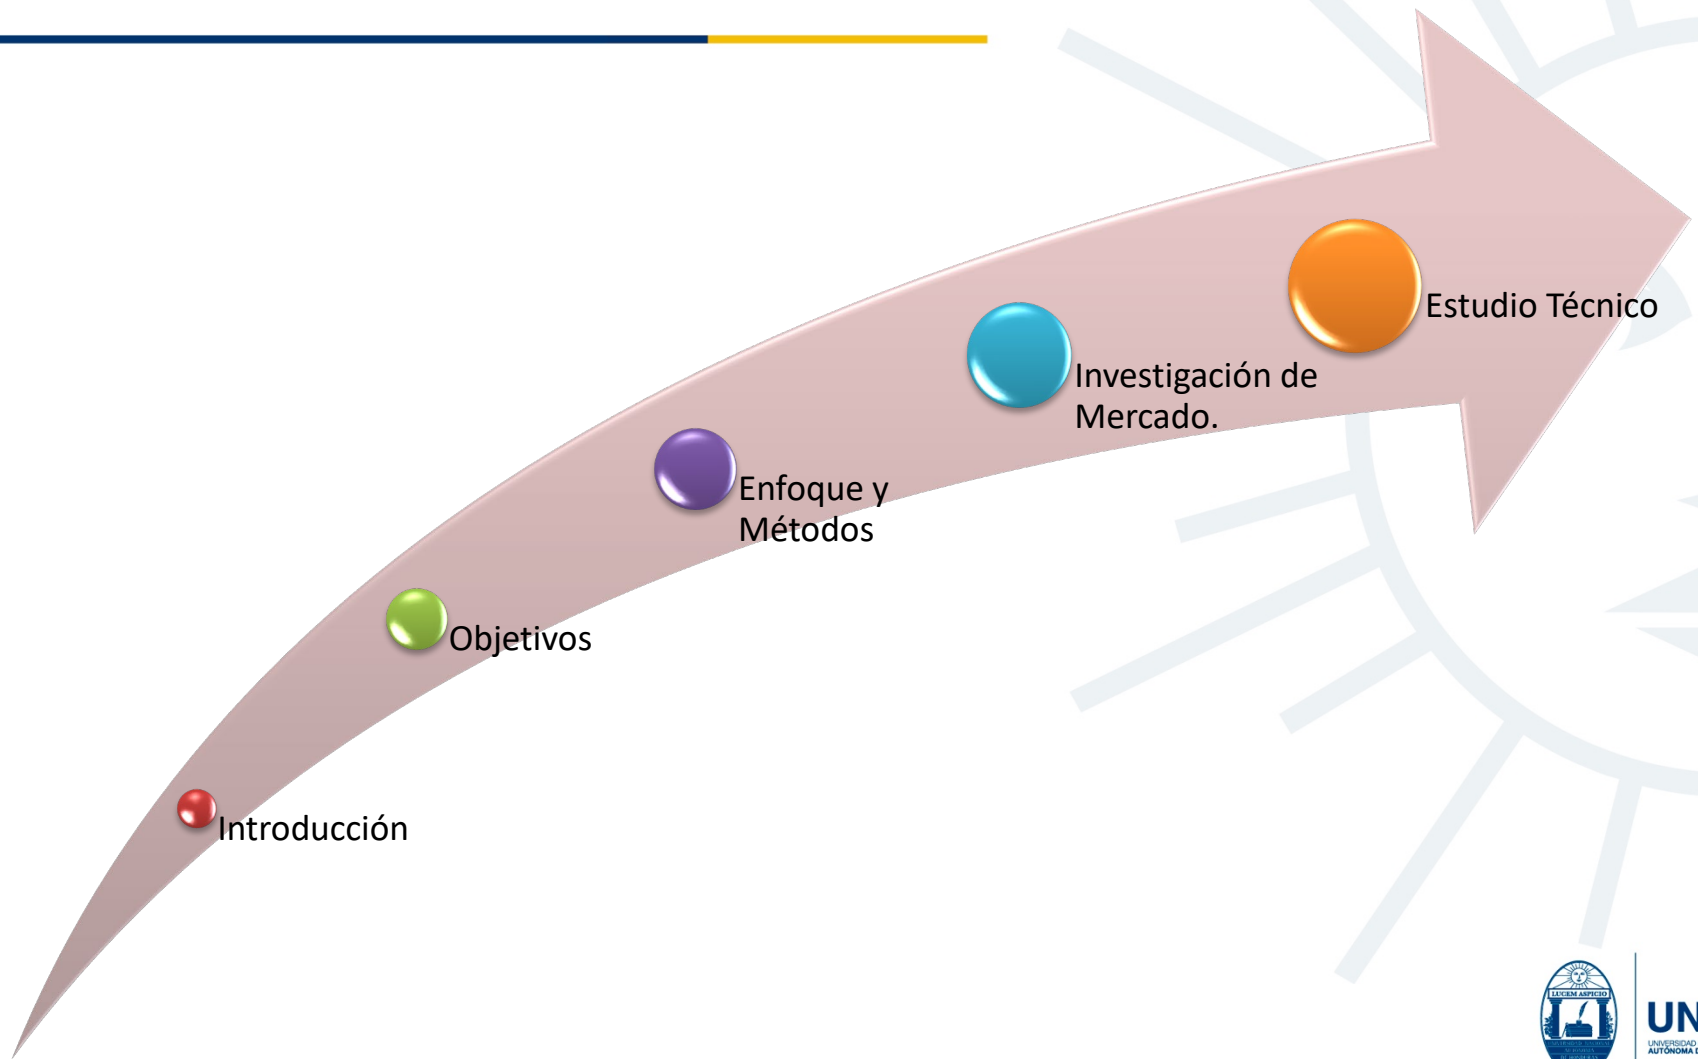 Estudio Técnico
Investigación de
Mercado.
Enfoque y
Métodos
Objetivos
Introducción
LUCEM ASPICIO
UN
UNIVERSIDAD
AUTÓNOMA D